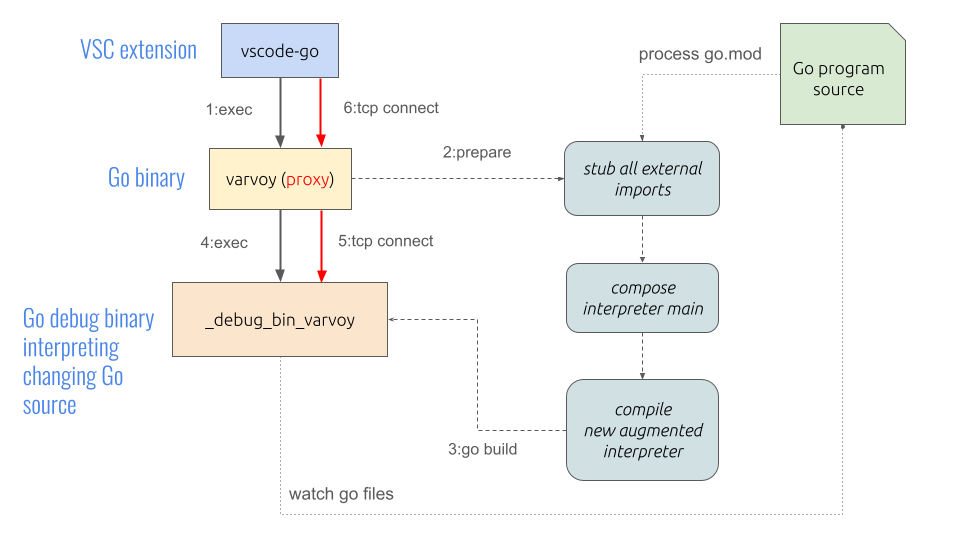 VSC extension
vscode-go
process go.mod
Go program
source
1:exec
6:tcp connect
2:prepare
Go binary
varvoy (proxy)
stub all external
imports
4:exec
5:tcp connect
compose
interpreter main
Go debug binary
interpreting
changing Go
source
_debug_bin_varvoy
compile
new augmented
interpreter
3:go build
watch go files